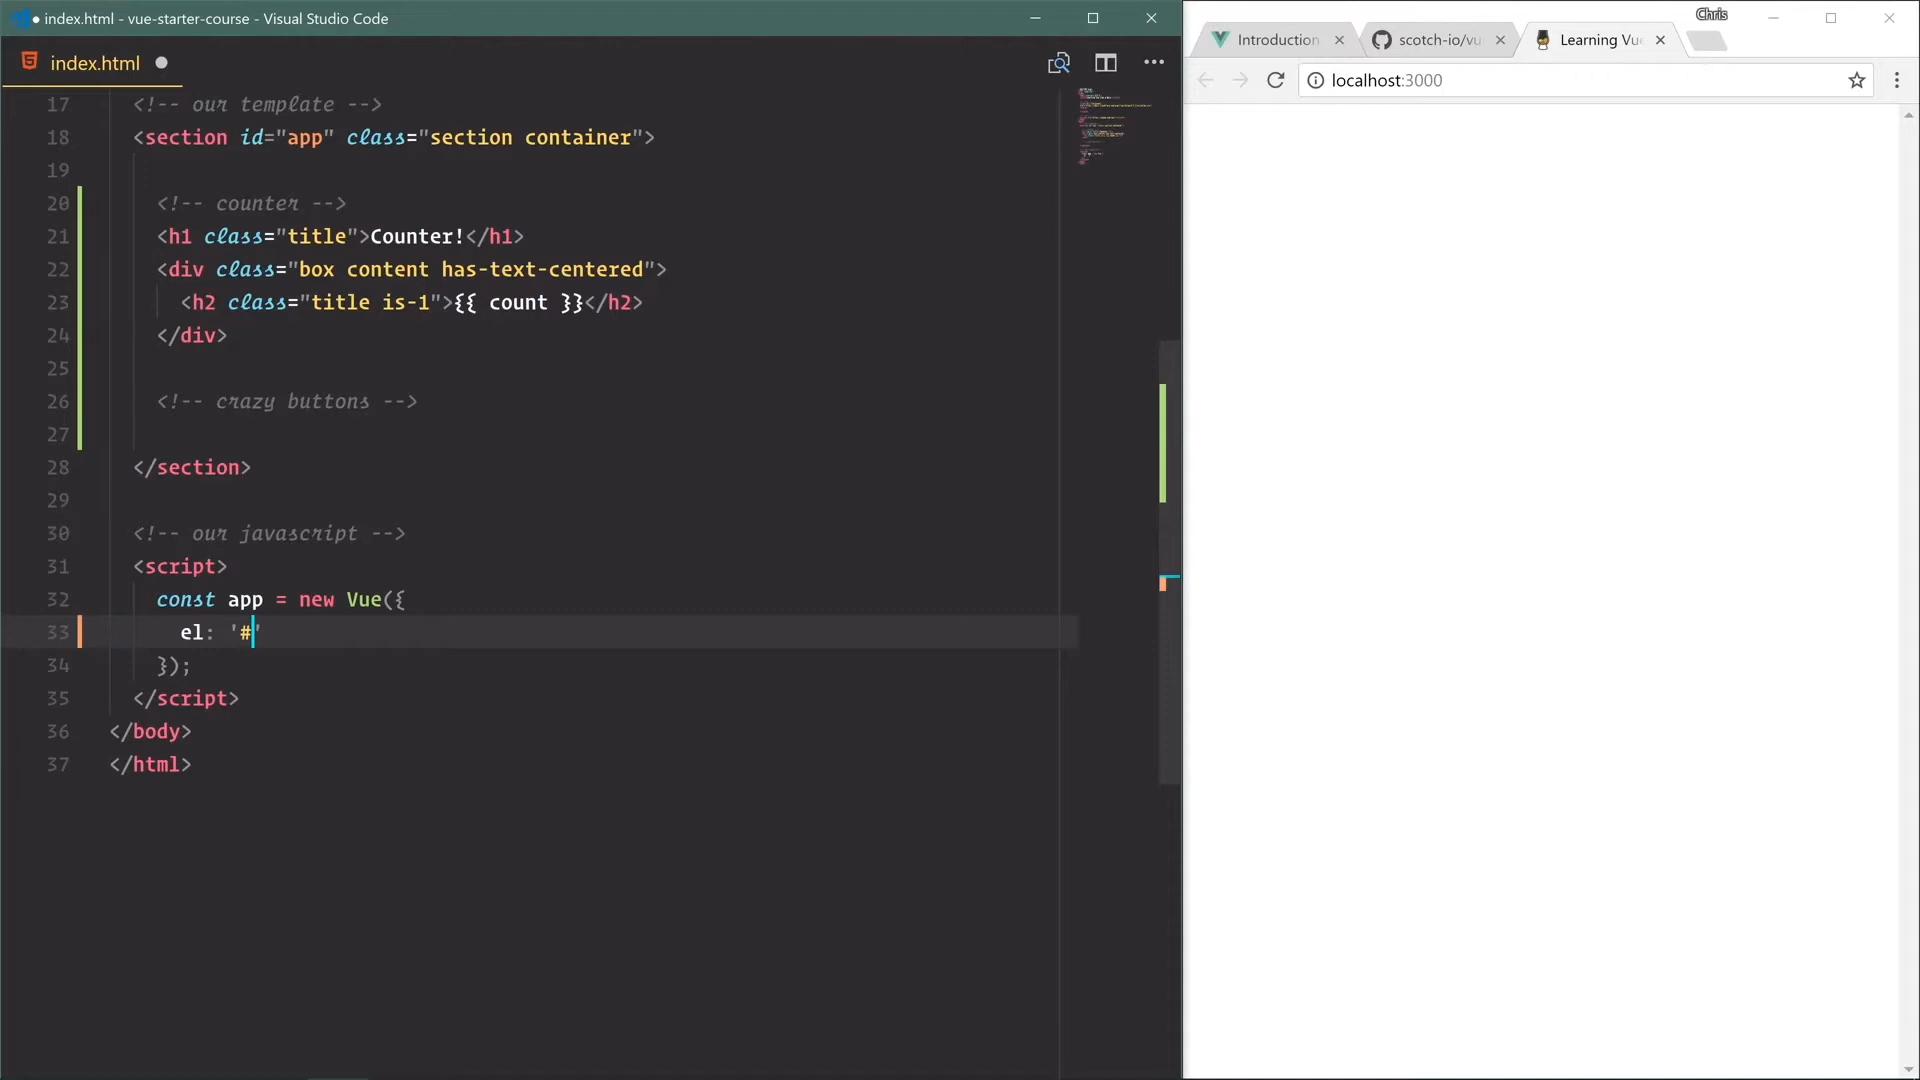 index.html - vue-starter-course - Visual Studio Code
index.html
17 <!-- our template -->
18 <section id="app" class="section container">
19
20 <!-- counter -->
21 <h1 class="title">Counter!</h1>
22 <div class="box content has-text-centered">
23 <h2 class="title is-1">{{ count }}</h2>
24 </div>
25
26 <!-- crazy buttons -->
27
28 </section>
29
30 <!-- our javascript -->
31 <script>
32 const app = new Vue({
33 el: '#'
34 });
35 </script>
36 </body>
37 </html>
Chris
Introduction
scotch-io/vu
Learning Vue
localhost:3000